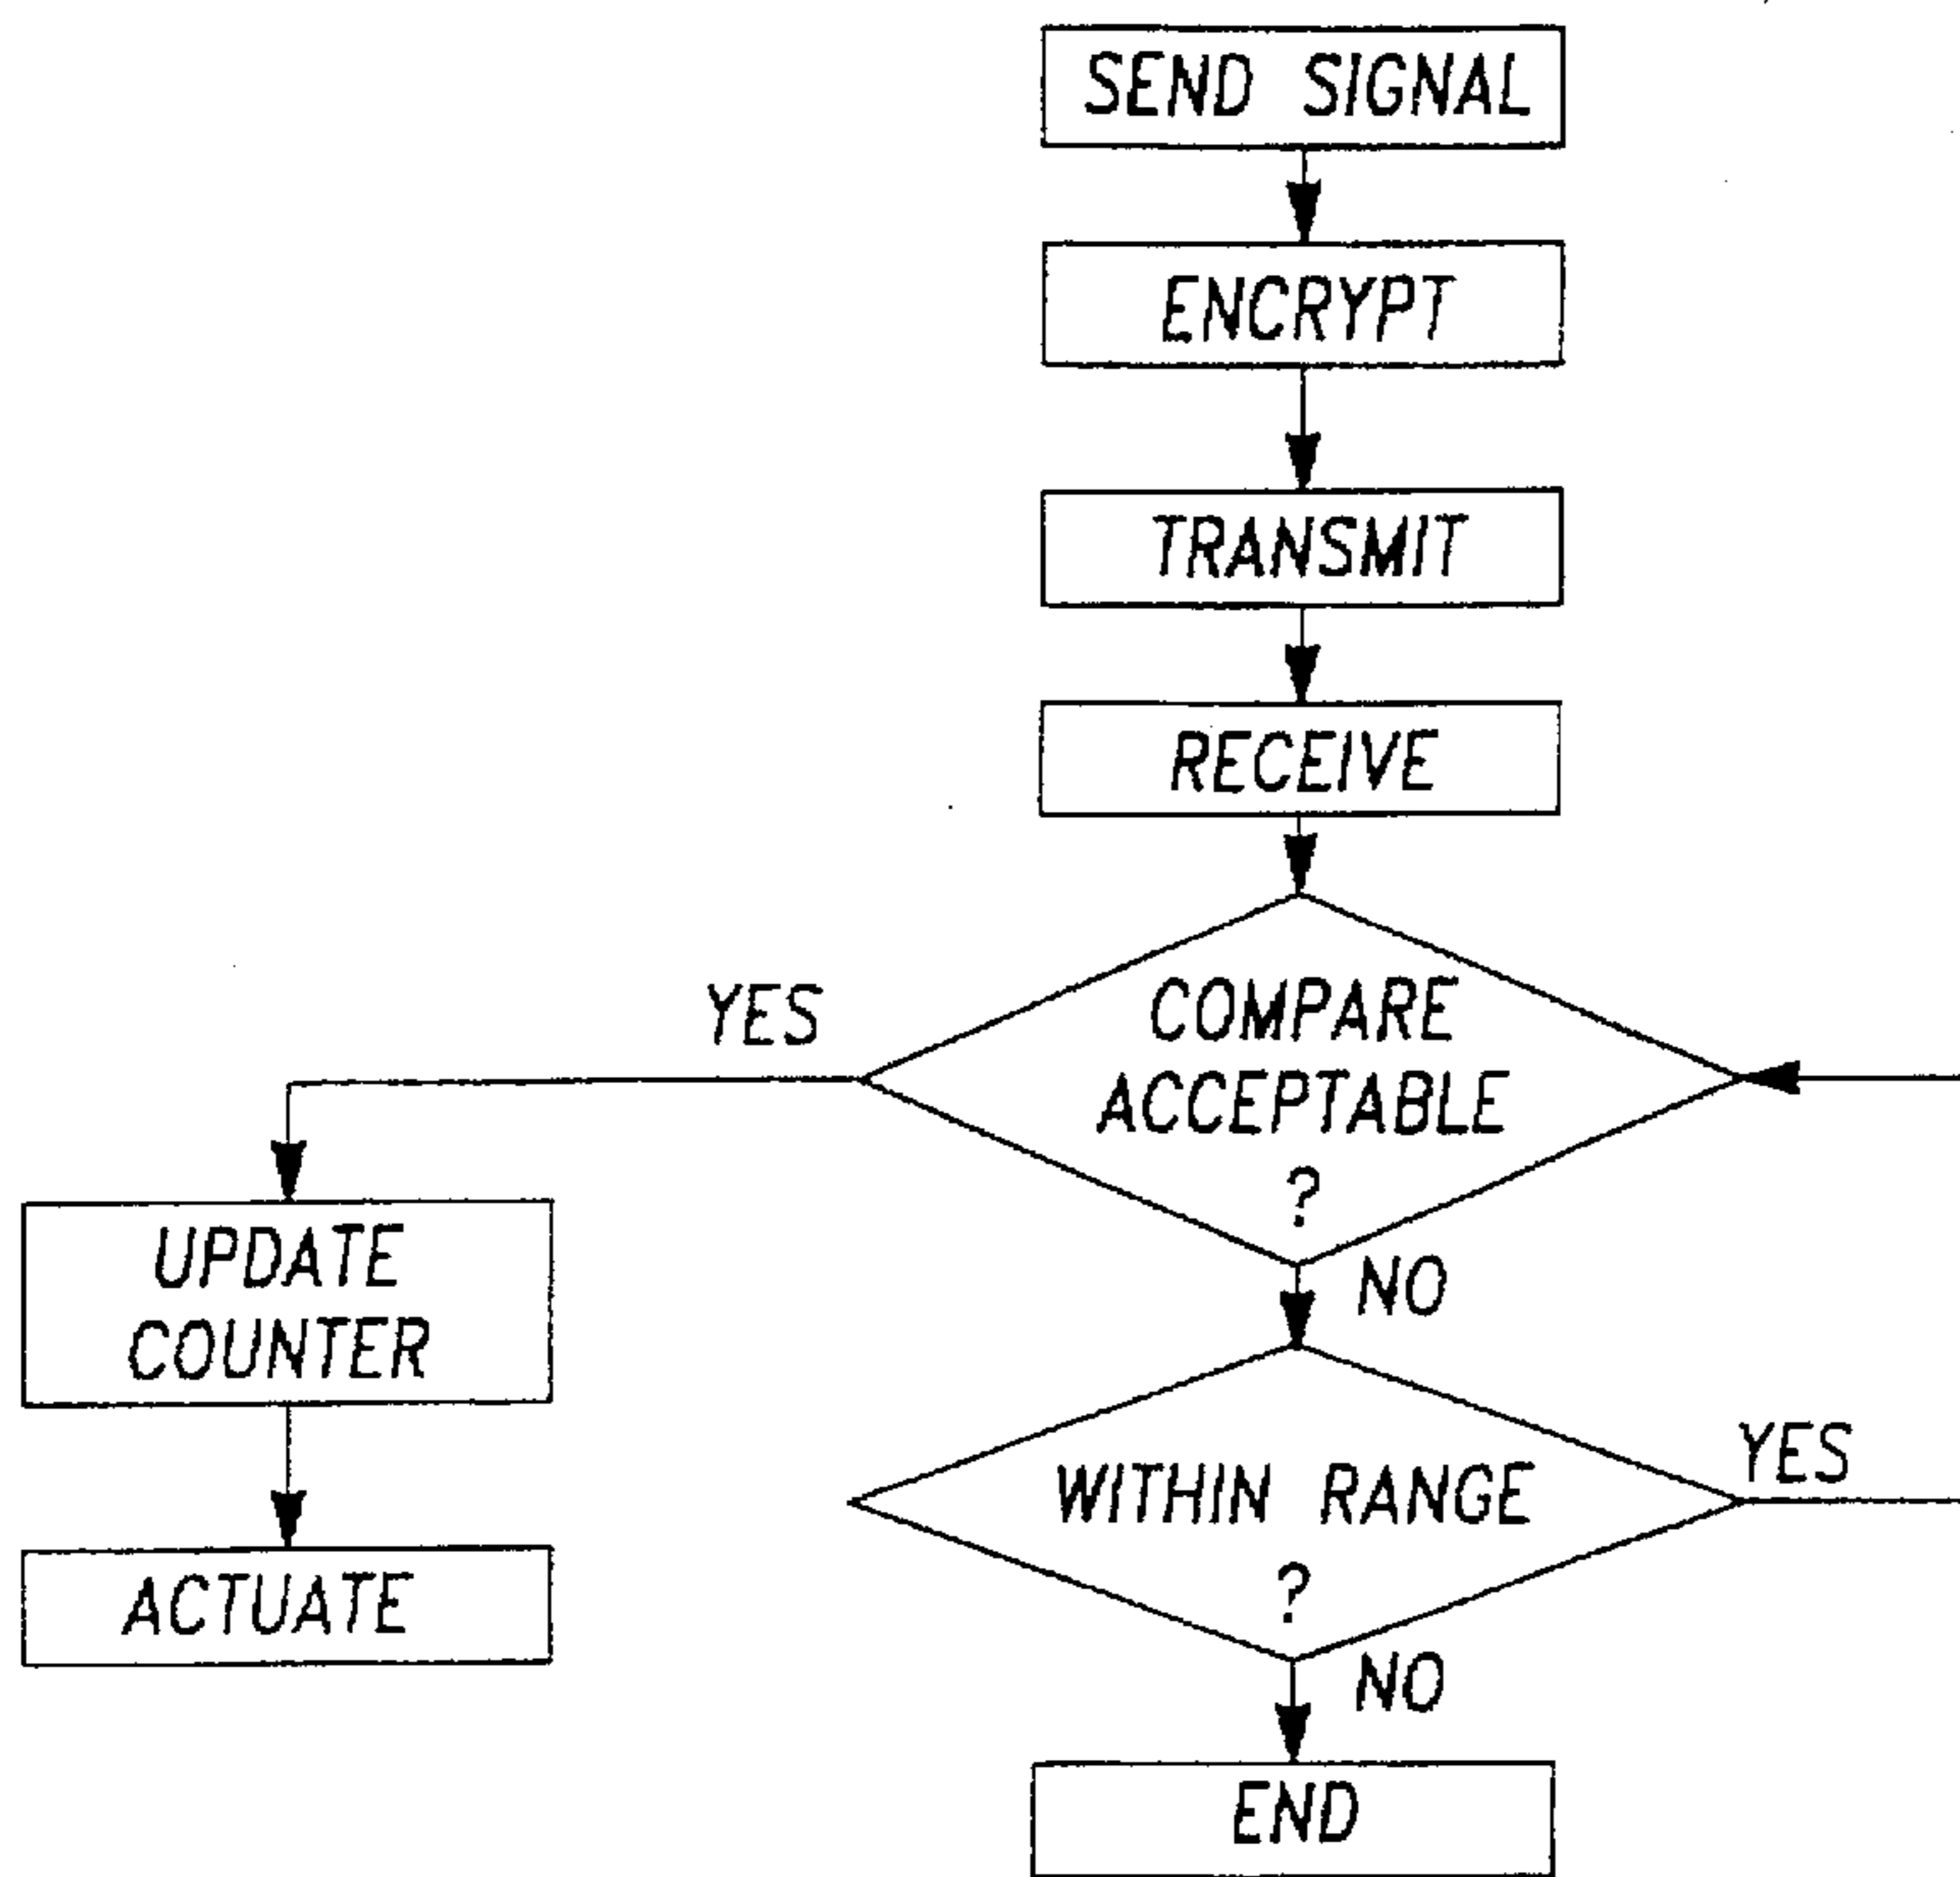 SEND SIGNAL
ENCRYPT
TRANSMIT
RECEIVE
YES
COMPARE
ACCEPTABLE
?
NO
UPDATE
COUNTER
WITHIN RANGE
?
YES
NO
ACTUATE
END